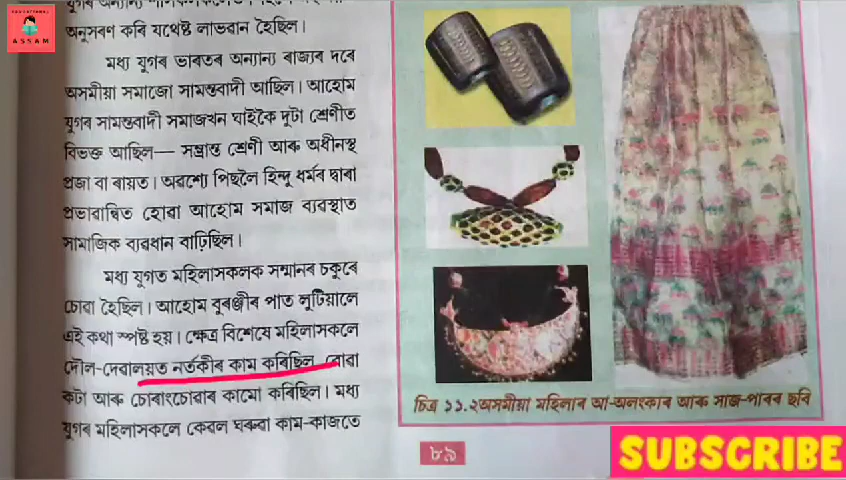 ASSAM
অনুসৰণ কৰি যথেষ্ট লাভৱান হৈছিল।
মধ্য যুগৰ ভাৰতৰ অন্যান্য ৰাজ্যৰ দৰে
অসমীয়া সমাজো সামন্তবাদী আছিল। আহোম
যুগৰ সামন্তবাদী সমাজখন ঘাইকৈ দুটা শ্ৰেণীত
বিভক্ত আছিল— সম্ভ্ৰান্ত শ্ৰেণী আৰু অধীনস্থ
প্ৰজা বা ৰায়ত। অৱশ্যে পিছলৈ হিন্দু ধৰ্মৰ দ্বাৰা
প্ৰভাৱান্বিত হোৱা আহোম সমাজ ব্যৱস্থাত
সামাজিক ব্যৱধান বাঢ়িছিল।
মধ্য যুগত মহিলাসকলক সন্মানৰ চকুৰে
চোৱা হৈছিল। আহোম বুৰঞ্জীৰ পাত লুটিয়ালে
এই কথা স্পষ্ট হয়। ক্ষেত্ৰ বিশেষে মহিলাসকলে
দৌল-দেৱালয়ত নৰ্তকীৰ কাম কৰিছিল
কটা আৰু চোৰাংচোৱাৰ কামো কৰিছিল। মধ্য
যুগৰ মহিলাসকলে কেৱল ঘৰুৱা কাম-কাজতে
চিত্ৰ ১১.২অসমীয়া মহিলাৰ আ-অলংকাৰ আৰু সাজ-পাৰৰ ছবি
৮৯
SUBSCRIBE